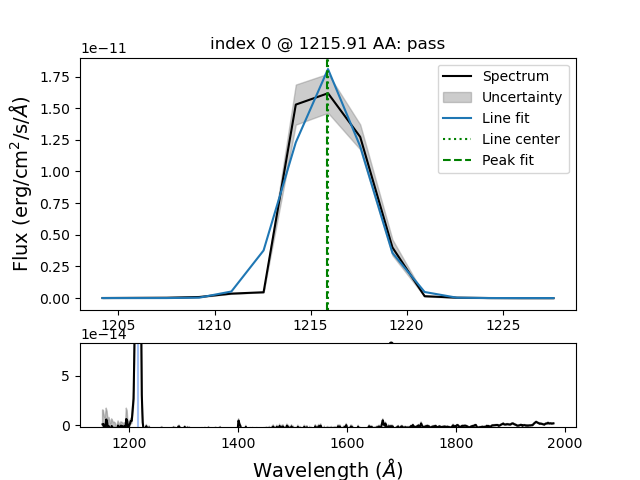 index 0 @ 1215.91 AA: pass
1e−11
Flux (erg/cm²/s/Å)
1.75
1.50
1.25
1.00
0.75
0.50
0.25
0.00
Spectrum
Uncertainty
Line fit
Line center
Peak fit
1205 1210 1215 1220 1225
1e−14
5
0
1200 1400 1600 1800 2000
Wavelength (Å)